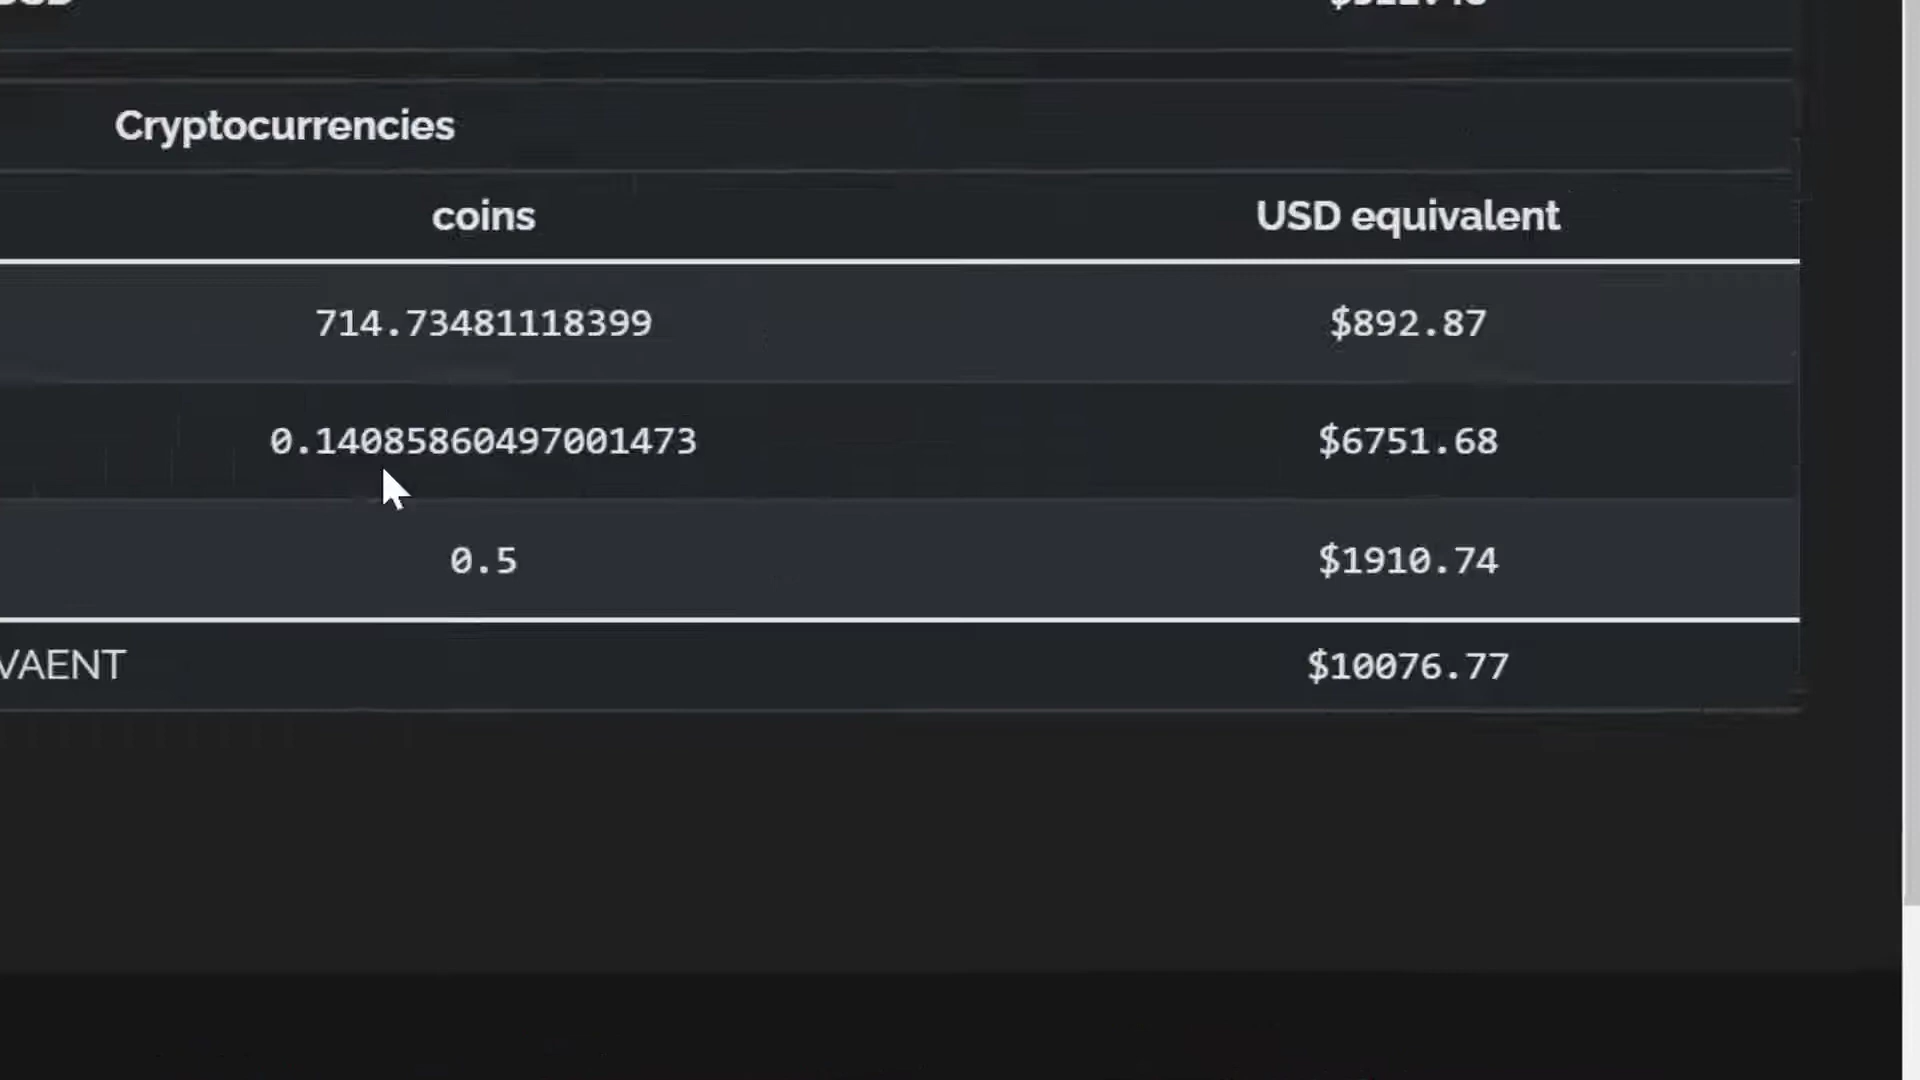 Cryptocurrencies
coins USD equivalent
714.73481118399 $892.87
0.14085860497001473 $6751.68
0.5 $1910.74
VAENT $10076.77